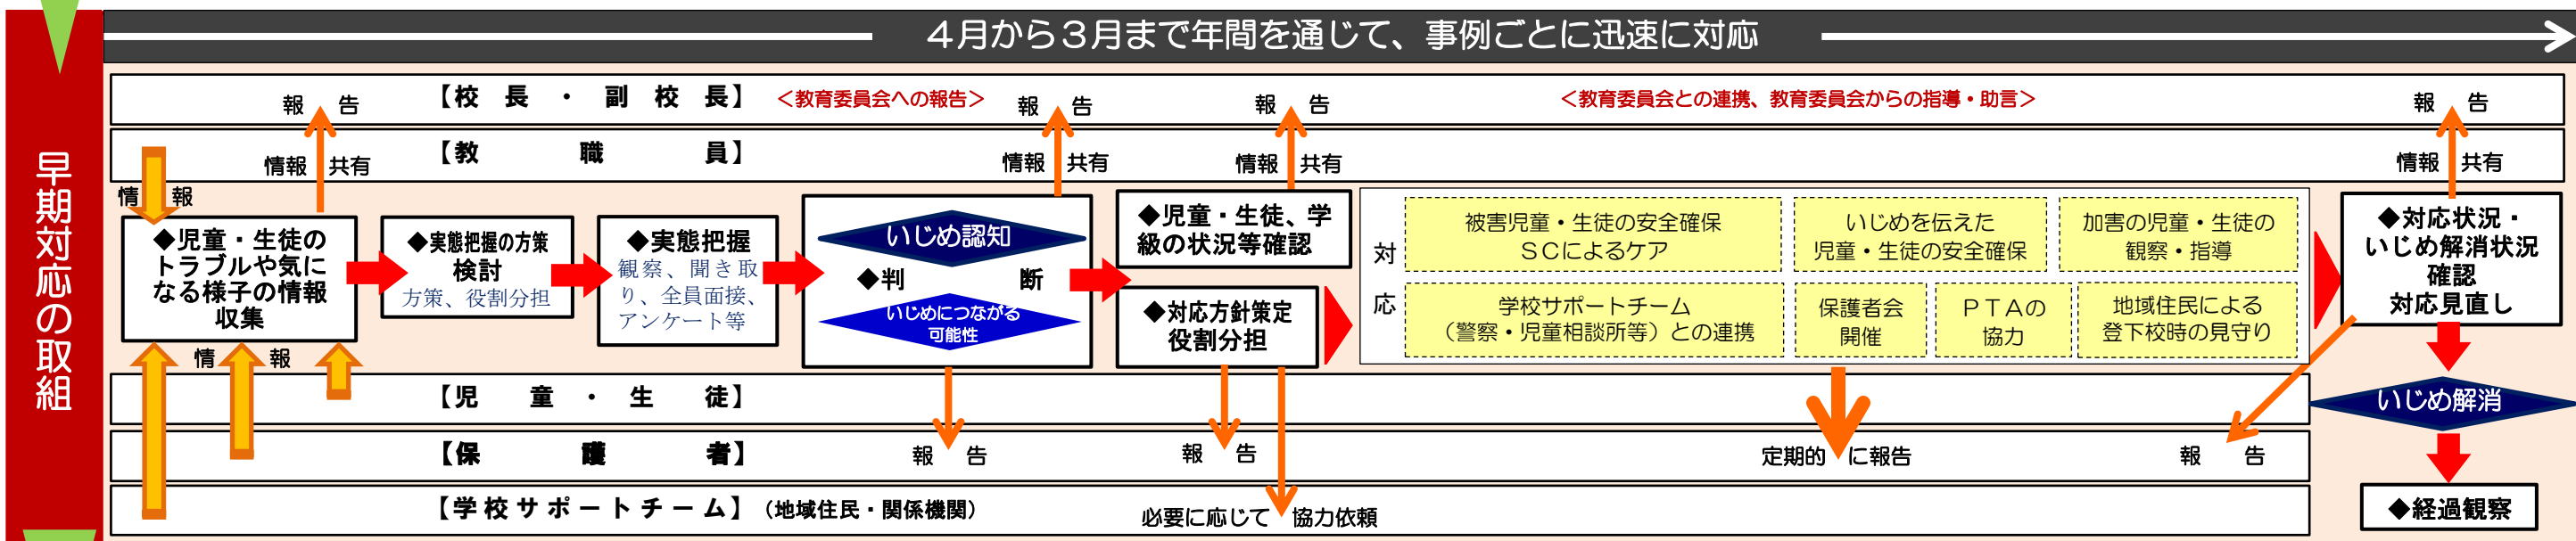 早期対応の取組
４月から３月まで年間を通じて、事例ごとに迅速に対応
【校長・副校長】
＜教育委員会への報告＞
＜教育委員会との連携、教育委員会からの指導・助言＞
報告
報告
報告
報告
【教職員】
情報共有
情報共有
情報共有
情報共有
情報
◆児童・生徒の
トラブルや気に
なる様子の情報
収集
◆実態把握の方策
検討
方策、役割分担
◆実態把握
観察、聞き取
り、全員面接、
アンケート等
いじめ認知
◆判断
いじめにつながる
可能性
◆児童・生徒、学
級の状況等確認
◆対応方針策定
役割分担
対応
被害児童・生徒の安全確保
ＳＣによるケア
いじめを伝えた
児童・生徒の安全確保
加害の児童・生徒の
観察・指導
学校サポートチーム
（警察・児童相談所等）との連携
保護者会
開催
ＰＴＡの
協力
地域住民による
登下校時の見守り
◆対応状況・
いじめ解消状況
確認
対応見直し
情報
【児童・生徒】
いじめ解消
【保護者】
報告
報告
定期的に報告
報告
【学校サポートチーム】（地域住民・関係機関）
必要に応じて協力依頼
◆経過観察